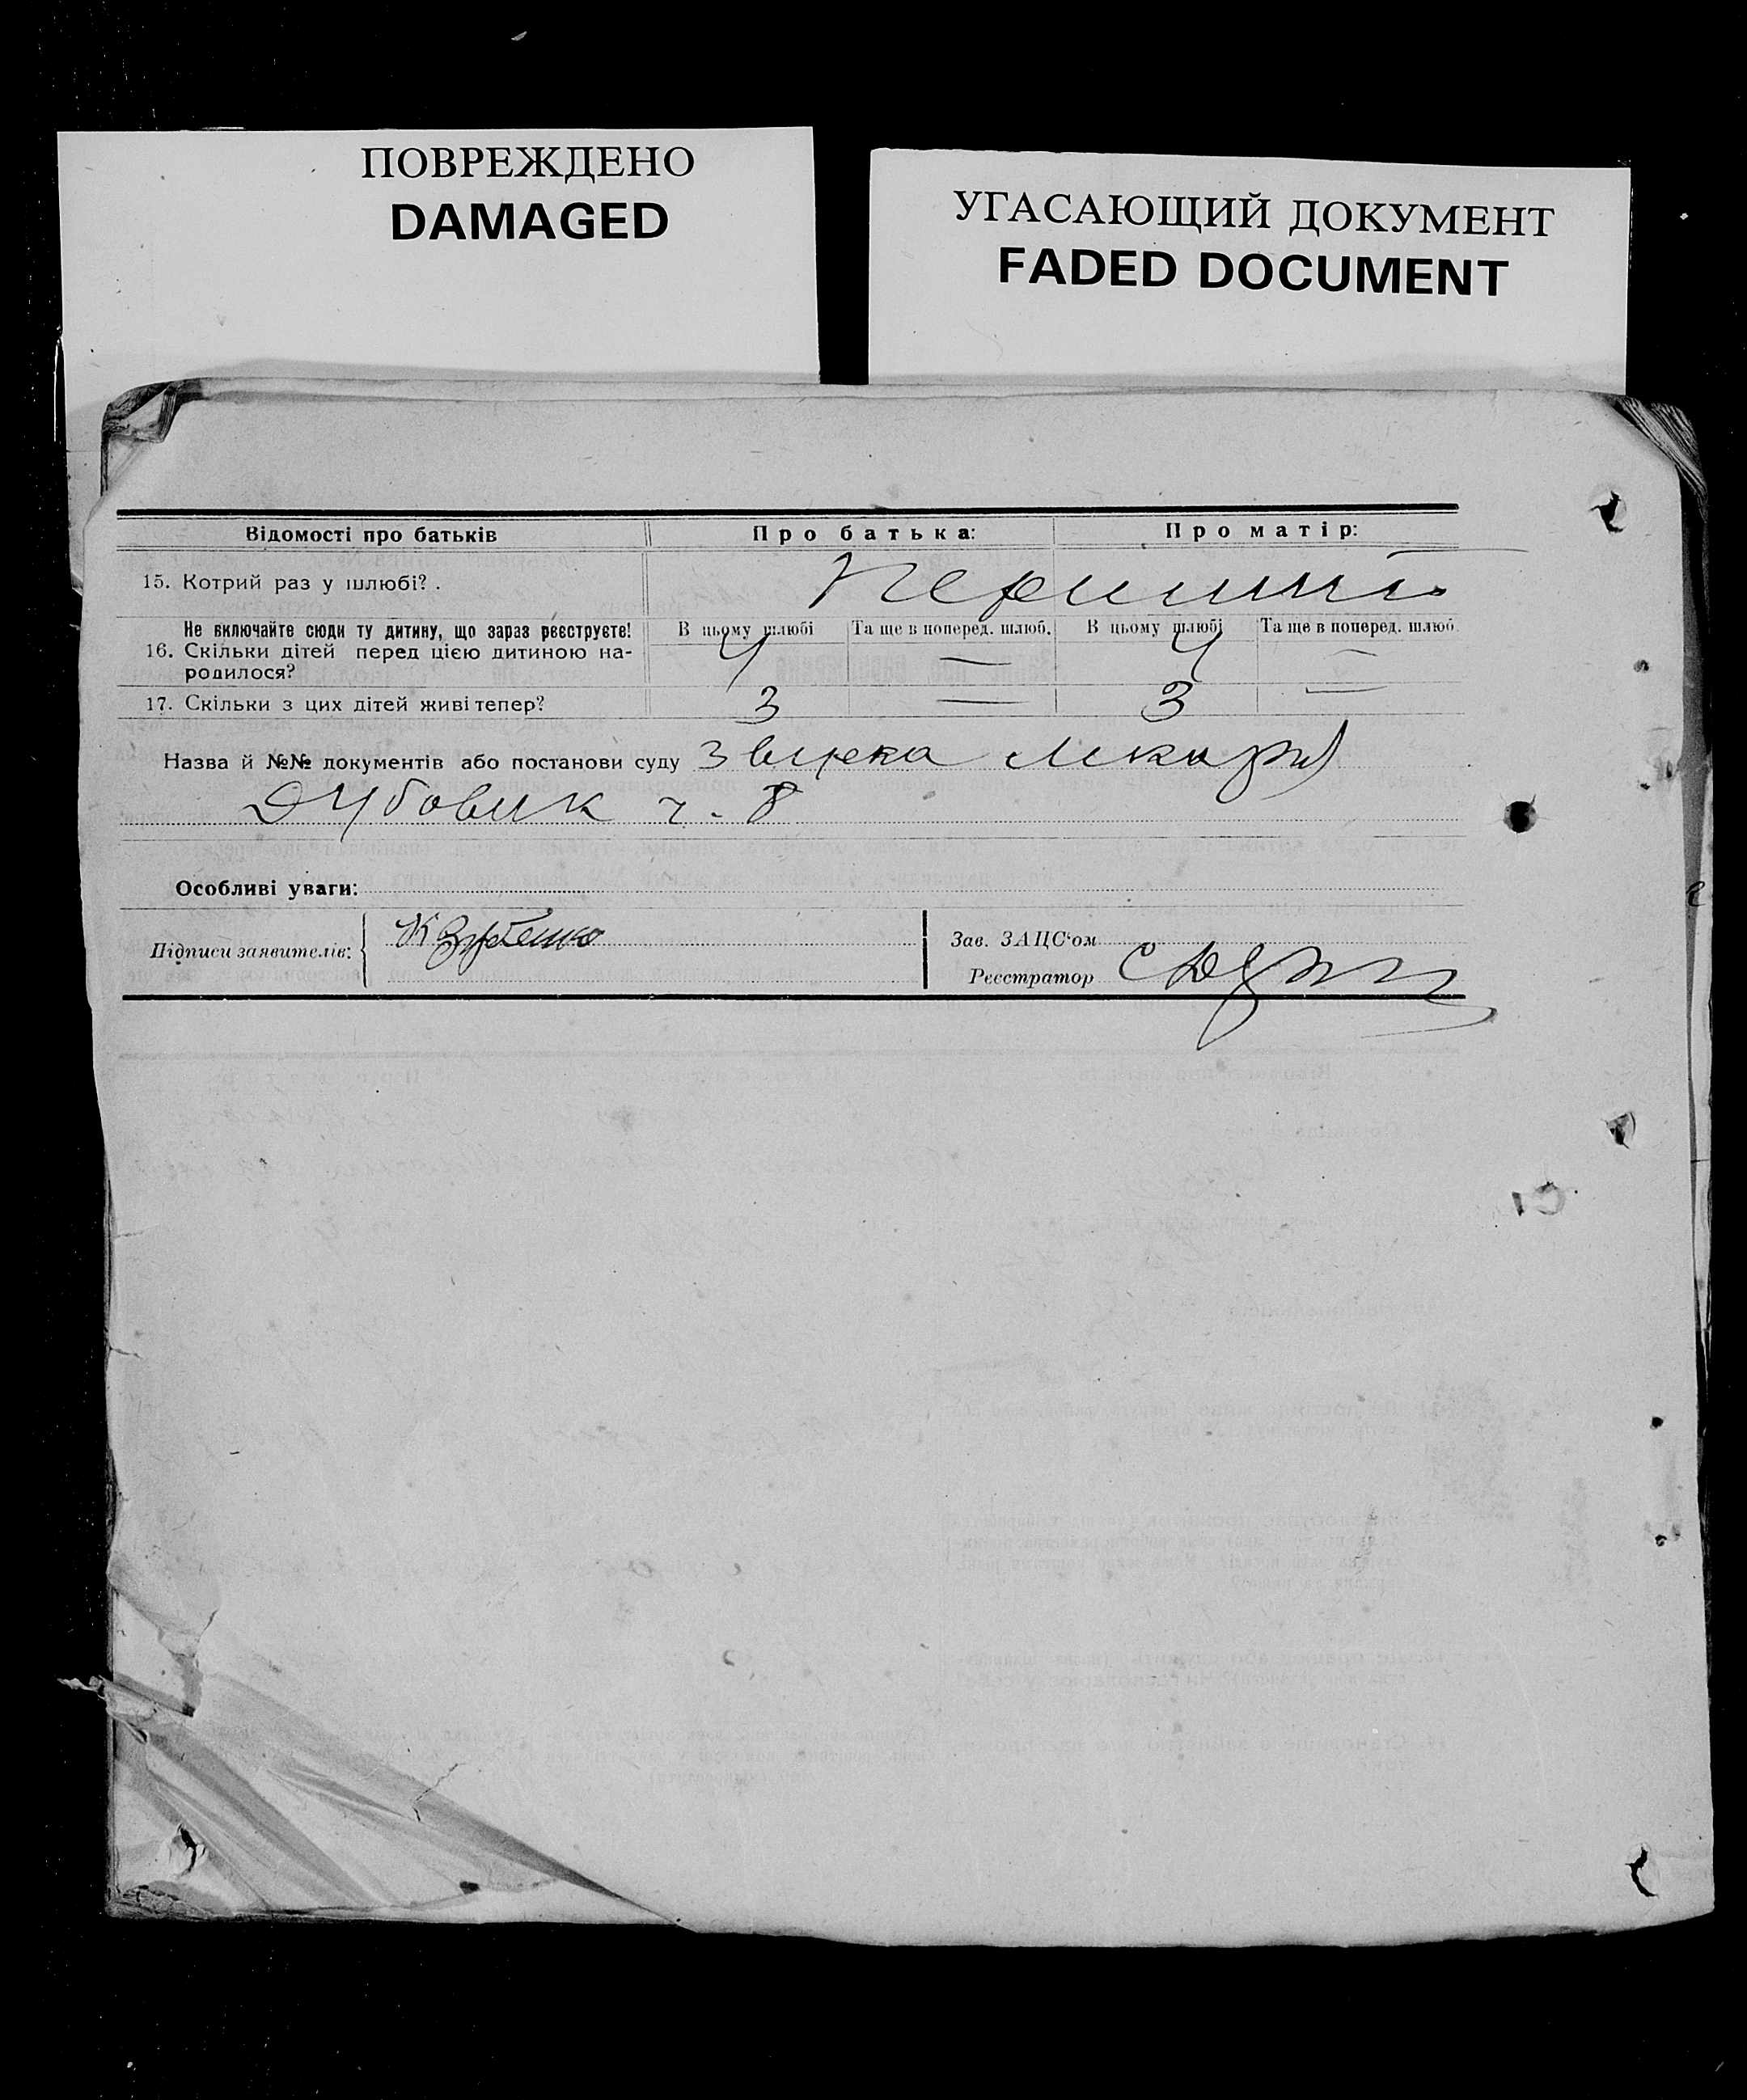 ПОВРЕЖДЕНО
DAMAGED
УГАСАЮЩИЙ ДОКУМЕНТ
FADED DOCUMENT
Відомості про батьків Про батька: Про матір:
15. Котрий раз у шлюбі?. Перший
Не включайте сюди ту дитину, що зараз реєструєте! В цьому шлюбі Та ще в поперед. шлюб. В цьому шлюбі Та ще в поперед. шлюб.
16. Скільки дітей перед цією дитиною на- 4 — 4 —
родилося?
17. Скільки з цих дітей живі тепер? 3 — 3 —
Назва й №№ документів або постанови суду
Дубовик ч. 8
Особливі уваги:
Підписи заявителів:
Зав. ЗАЦС'ом
Реєстратор